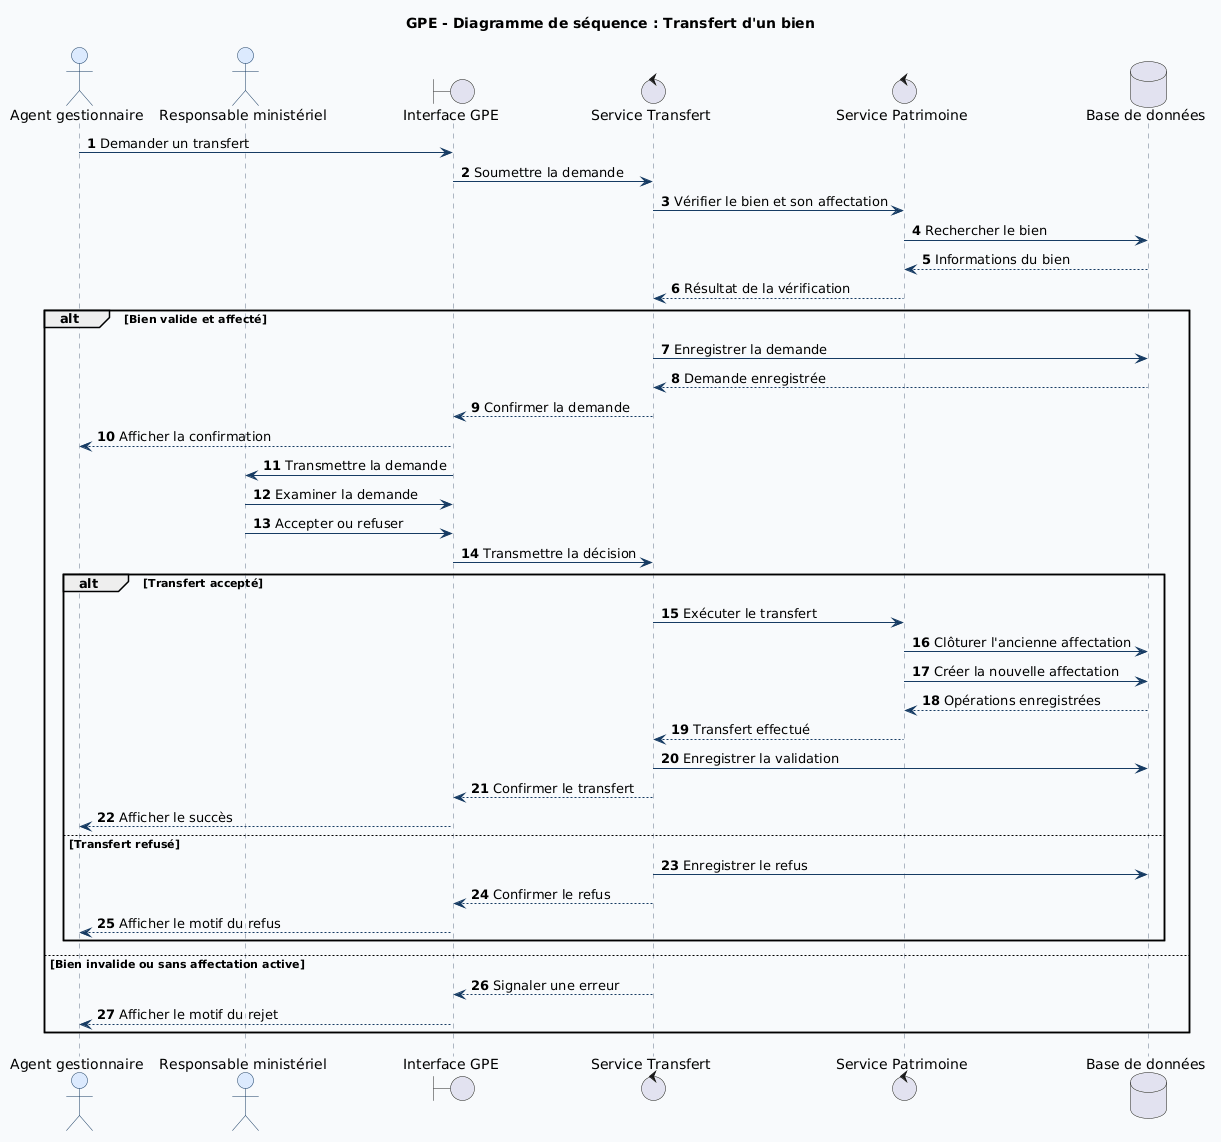 GPE - Diagramme de séquence : Transfert d'un bien
Agent gestionnaire Responsable ministériel Interface GPE Service Transfert Service Patrimoine Base de données
1 Demander un transfert
2 Soumettre la demande
3 Vérifier le bien et son affectation
4 Rechercher le bien
5 Informations du bien
6 Résultat de la vérification
alt [Bien valide et affecté]
7 Enregistrer la demande
8 Demande enregistrée
9 Confirmer la demande
10 Afficher la confirmation
11 Transmettre la demande
12 Examiner la demande
13 Accepter ou refuser
14 Transmettre la décision
alt [Transfert accepté]
15 Exécuter le transfert
16 Clôturer l'ancienne affectation
17 Créer la nouvelle affectation
18 Opérations enregistrées
19 Transfert effectué
20 Enregistrer la validation
21 Confirmer le transfert
22 Afficher le succès
[Transfert refusé]
23 Enregistrer le refus
24 Confirmer le refus
25 Afficher le motif du refus
[Bien invalide ou sans affectation active]
26 Signaler une erreur
27 Afficher le motif du rejet
Agent gestionnaire Responsable ministériel Interface GPE Service Transfert Service Patrimoine Base de données